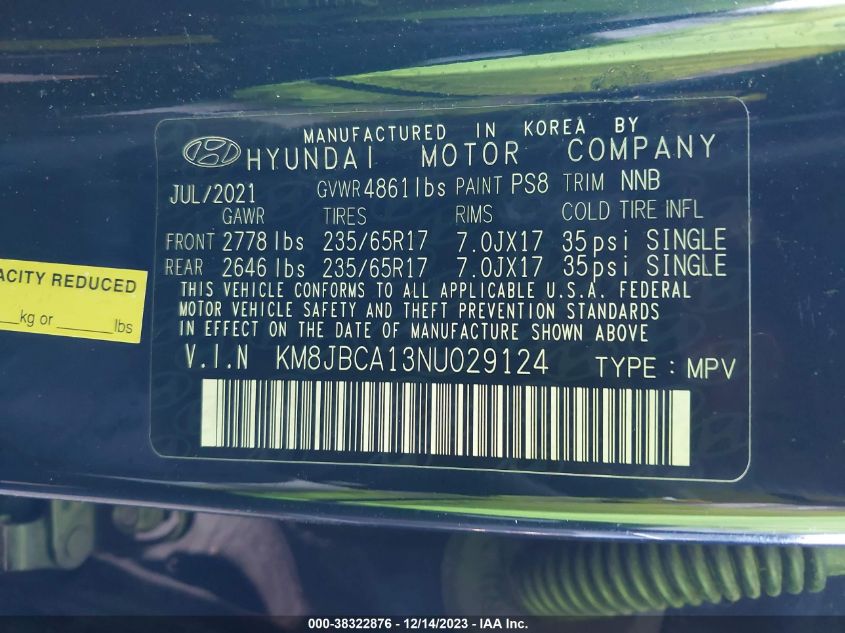 MANUFACTURED IN KOREA BY
HYUNDAI MOTOR COMPANY
JUL/2021 GVWR 4861lbs PAINT PS8 TRIM NNB
GAWR TIRES RIMS COLD TIRE INFL
FRONT 2778 lbs 235/65R17 7.0JX17 35psi SINGLE
REAR 2646 lbs 235/65R17 7.0JX17 35psi SINGLE
THIS VEHICLE CONFORMS TO ALL APPLICABLE U.S.A. FEDERAL
MOTOR VEHICLE SAFETY AND THEFT PREVENTION STANDARDS
IN EFFECT ON THE DATE OF MANUFACTURE SHOWN ABOVE
V.I.N KM8JBCA13NU029124 TYPE : MPV
ACITY REDUCED
kg or ______ lbs
000-38322876 - 12/14/2023 - IAA Inc.